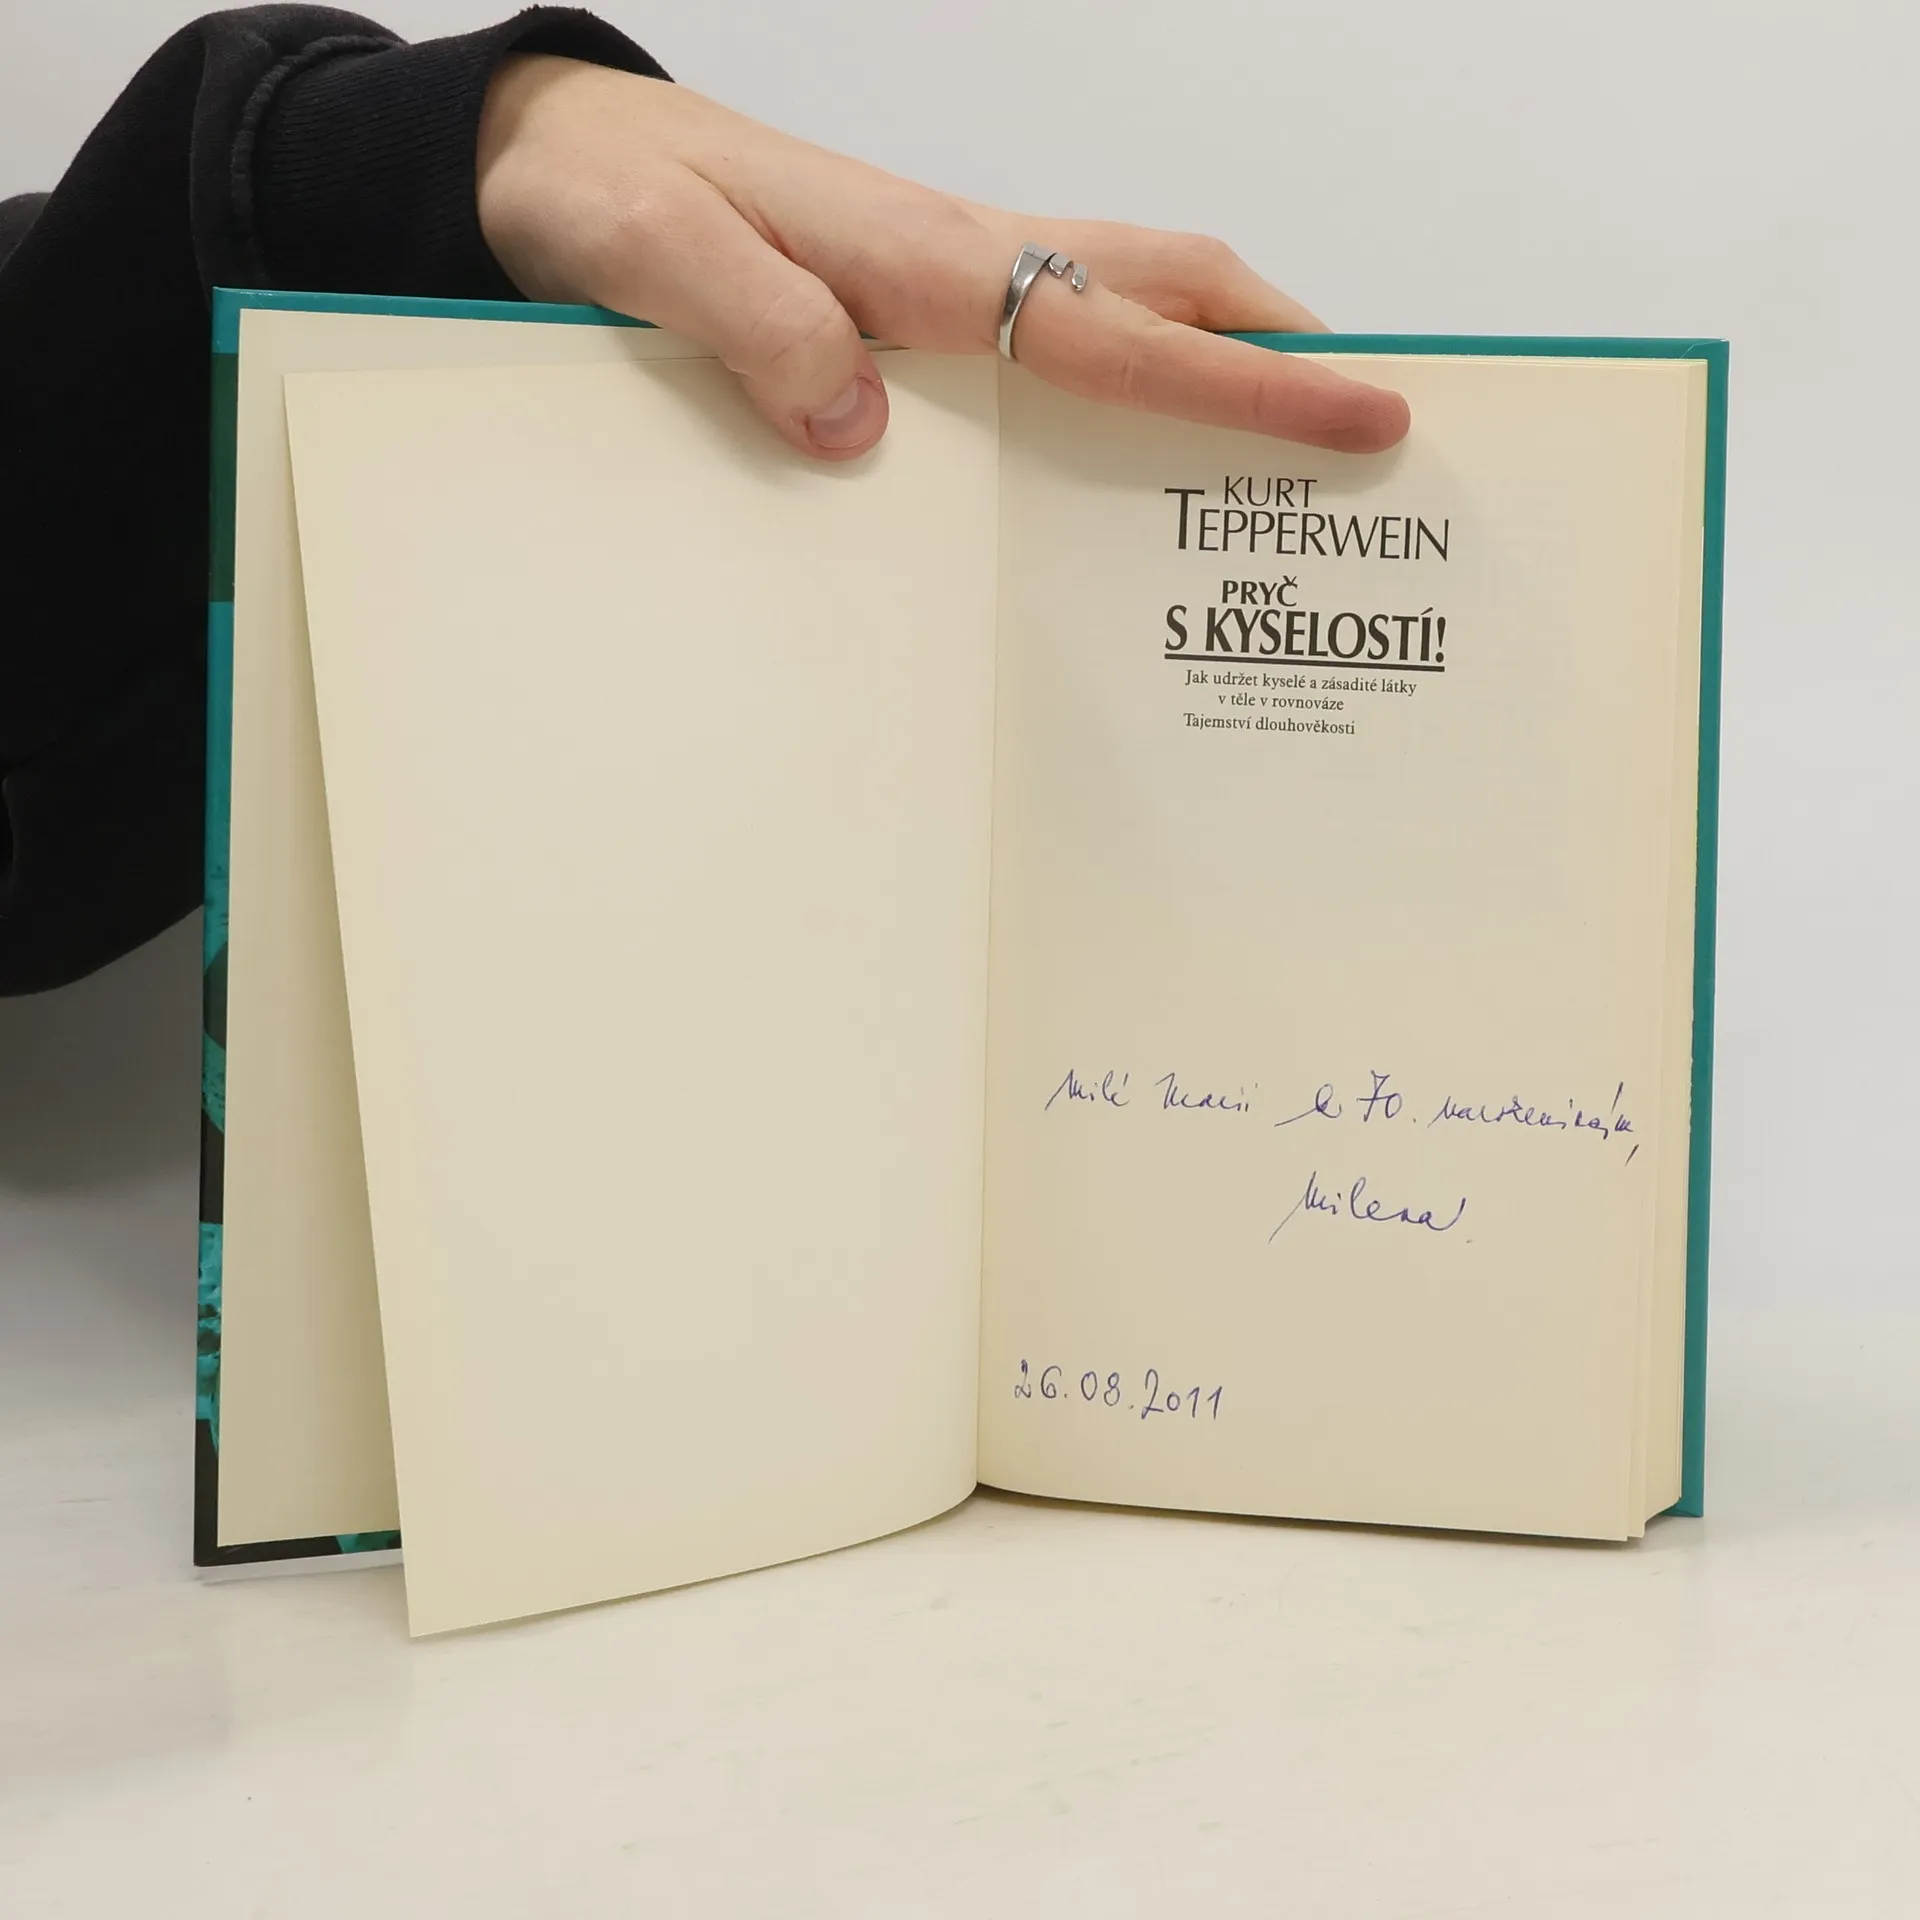 KURT
TEPPERWEIN
PRYČ
S KYSELOSTÍ!
Jak udržet kyselé a zásadité látky
v těle v rovnováze
Tajemství dlouhověkosti
Milé Marii k 70. narozeninám,
Milena.
26.08.2011